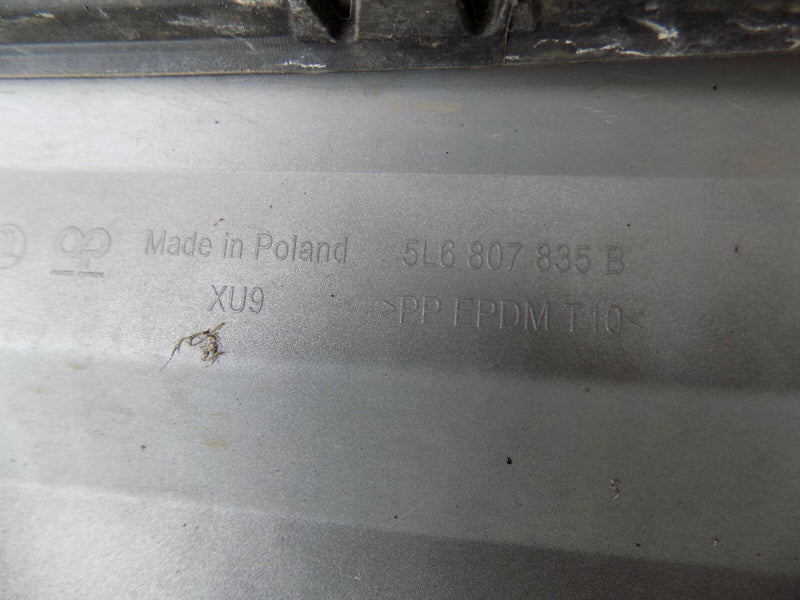 Made in Poland 5L6 807 835 B
XU9 >PP EPDM T10<